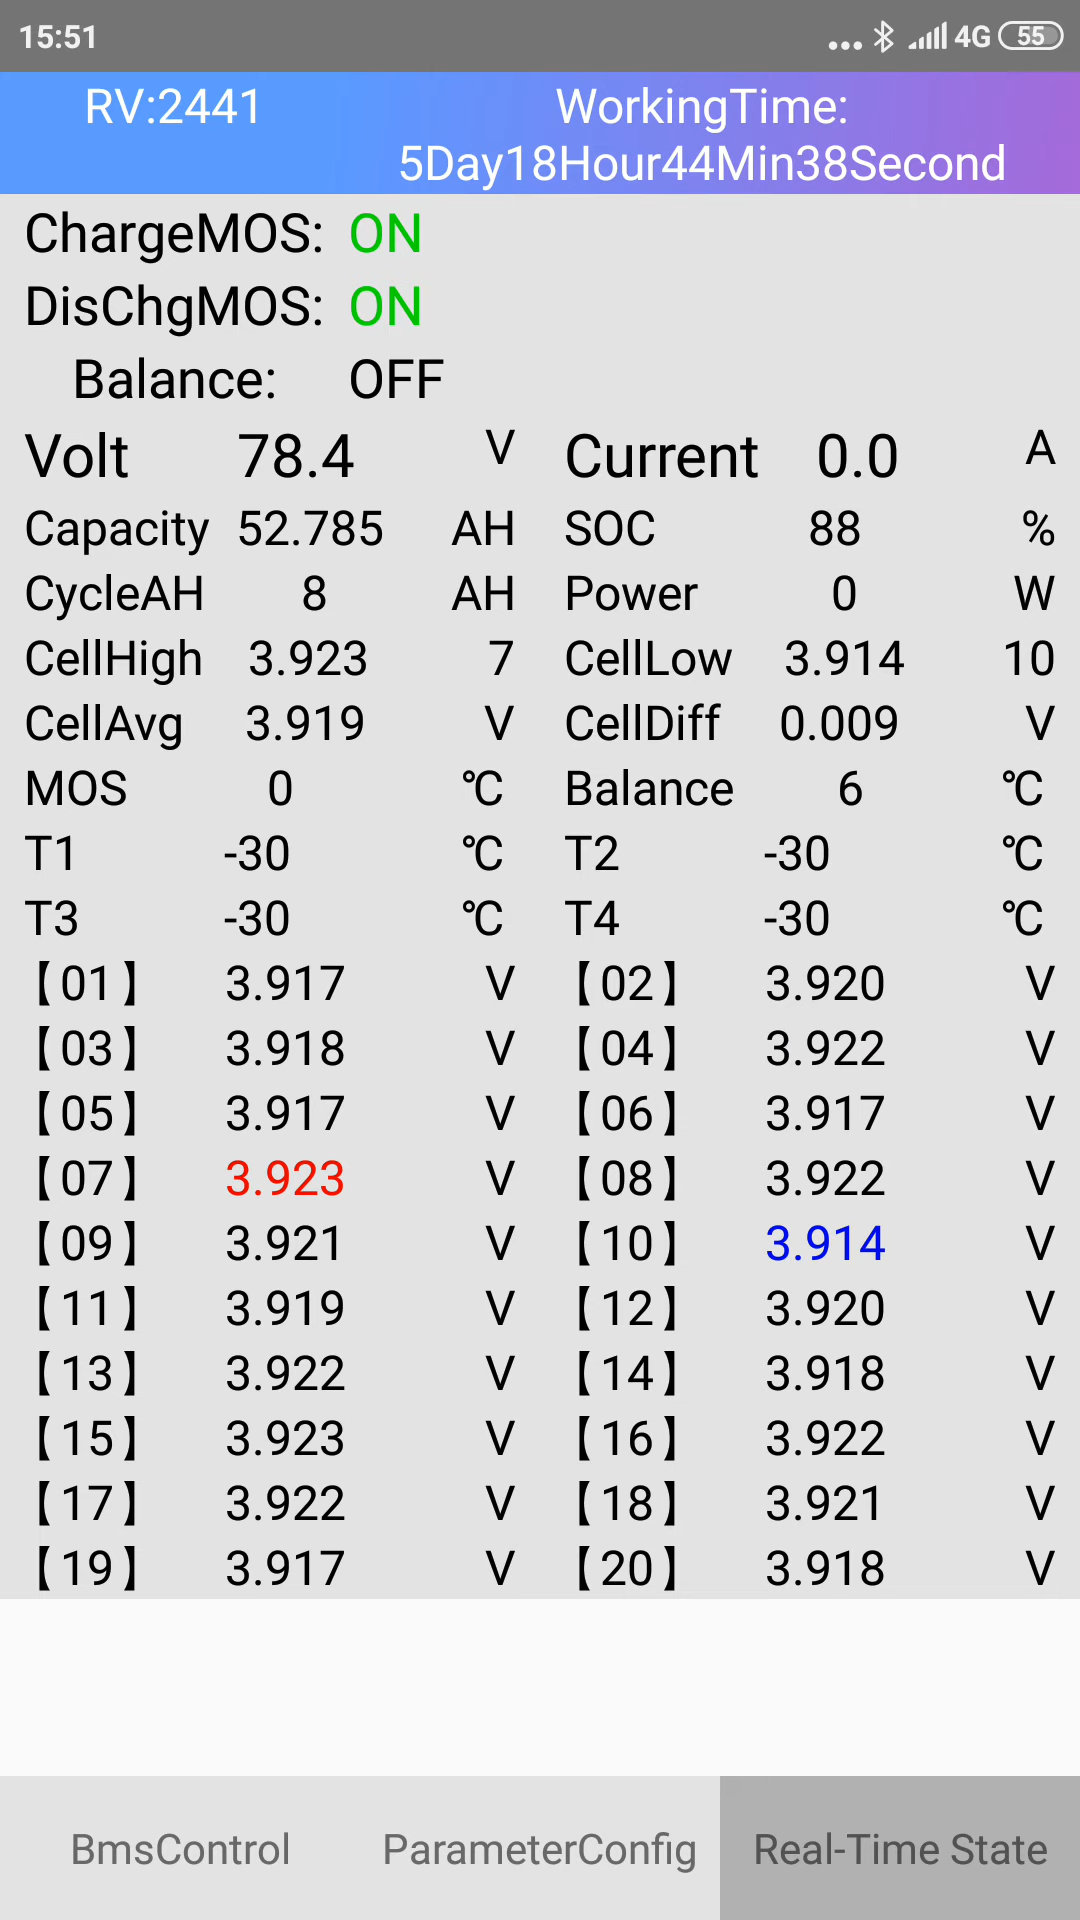 15:51 ... 4G 55
RV:2441 WorkingTime:
5Day18Hour44Min38Second
ChargeMOS: ON
DisChgMOS: ON
Balance: OFF
Volt 78.4 V Current 0.0 A
Capacity 52.785 AH SOC 88 %
CycleAH 8 AH Power 0 W
CellHigh 3.923 7 CellLow 3.914 10
CellAvg 3.919 V CellDiff 0.009 V
MOS 0 ℃ Balance 6 ℃
T1 -30 ℃ T2 -30 ℃
T3 -30 ℃ T4 -30 ℃
【01】 3.917 V 【02】 3.920 V
【03】 3.918 V 【04】 3.922 V
【05】 3.917 V 【06】 3.917 V
【07】 3.923 V 【08】 3.922 V
【09】 3.921 V 【10】 3.914 V
【11】 3.919 V 【12】 3.920 V
【13】 3.922 V 【14】 3.918 V
【15】 3.923 V 【16】 3.922 V
【17】 3.922 V 【18】 3.921 V
【19】 3.917 V 【20】 3.918 V
BmsControl ParameterConfig Real-Time State